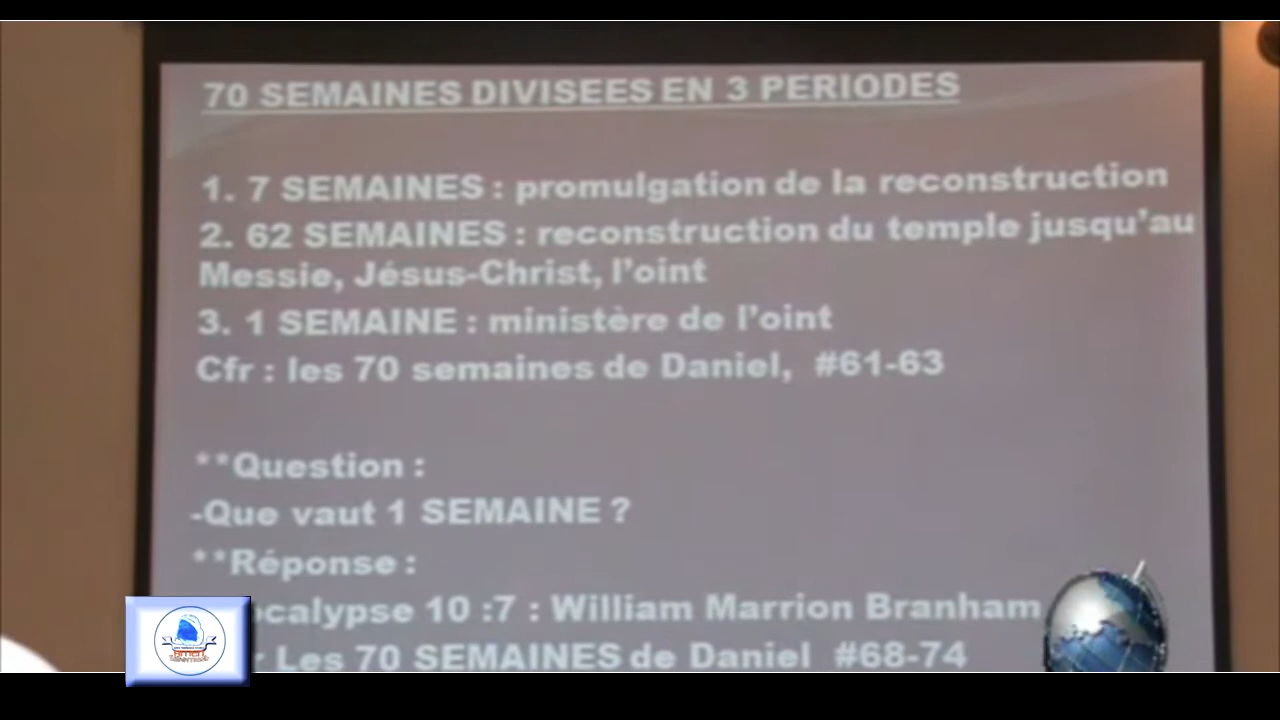 70 SEMAINES DIVISEES EN 3 PERIODES
1. 7 SEMAINES : promulgation de la reconstruction
2. 62 SEMAINES : reconstruction du temple jusqu'au
Messie, Jésus-Christ, l'oint
3. 1 SEMAINE : ministère de l'oint
Cfr : les 70 semaines de Daniel, #61-63
**Question :
-Que vaut 1 SEMAINE ?
**Réponse :
ocalypse 10 :7 : William Marrion Branham
r Les 70 SEMAINES de Daniel #68-74